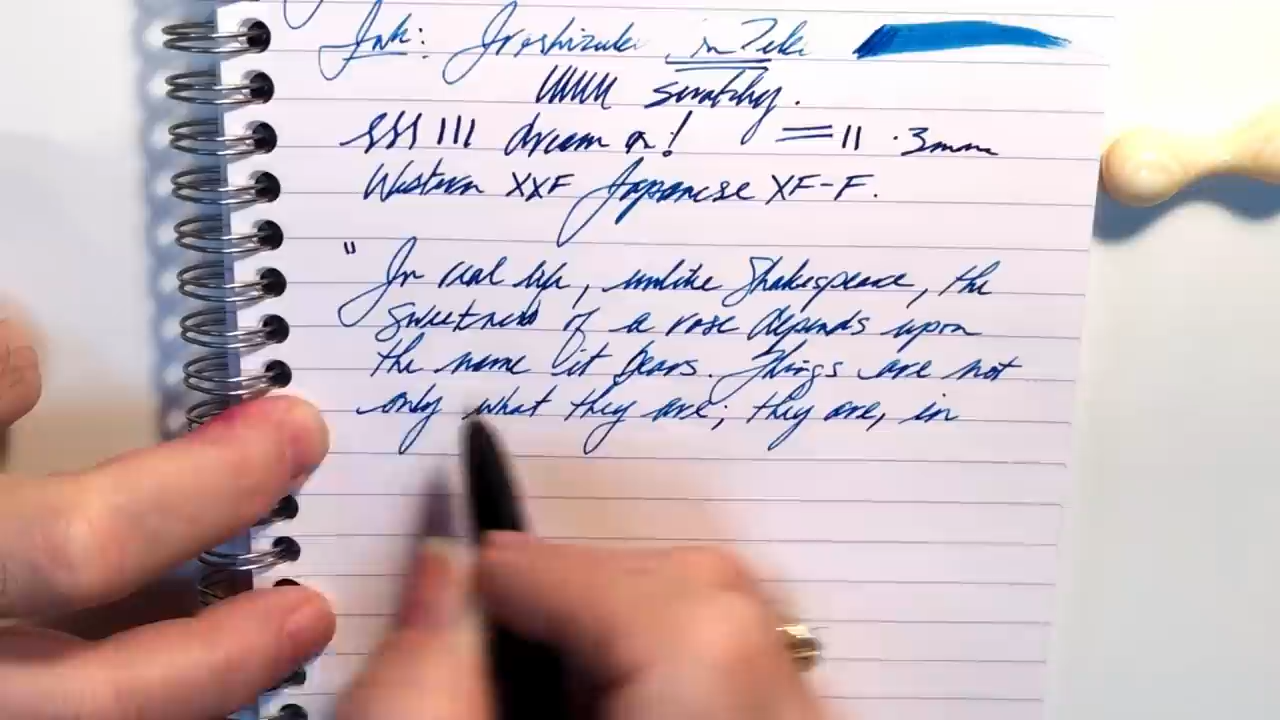 Ink: Iroshizuku
scratchy.
dream on! .3mm
Western XXF Japanese XF-F.
" In real life, unlike Shakespeare, the
sweetness of a rose depends upon
the name it bears. Things are not
only what they are; they are, in